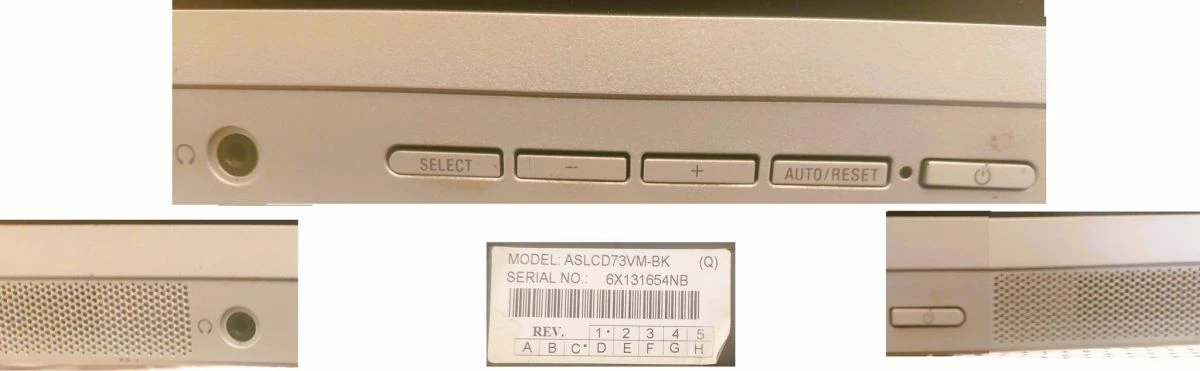 SELECT - + AUTO/RESET
MODEL: ASLCD73VM-BK (Q)
SERIAL NO.: 6X131654NB
REV. 1 2 3 4 5
A B C D E F G H